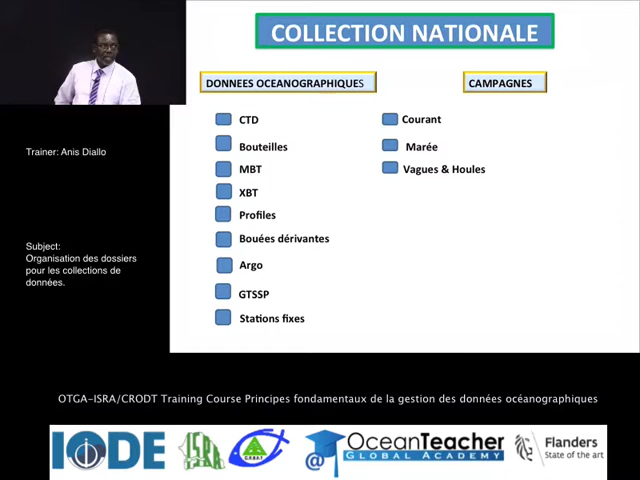 COLLECTION NATIONALE
DONNEES OCEANOGRAPHIQUES
CAMPAGNES
CTD
Bouteilles
MBT
XBT
Profiles
Bouées dérivantes
Argo
GTSSP
Stations fixes
Courant
Marée
Vagues & Houles
Trainer: Anis Diallo
Subject:
Organisation des dossiers
pour les collections de
données.
OTGA-ISRA/CRODT Training Course Principes fondamentaux de la gestion des données océanographiques
IODE
ISRA
@
OceanTeacher
GLOBAL ACADEMY
Flanders
State of the art